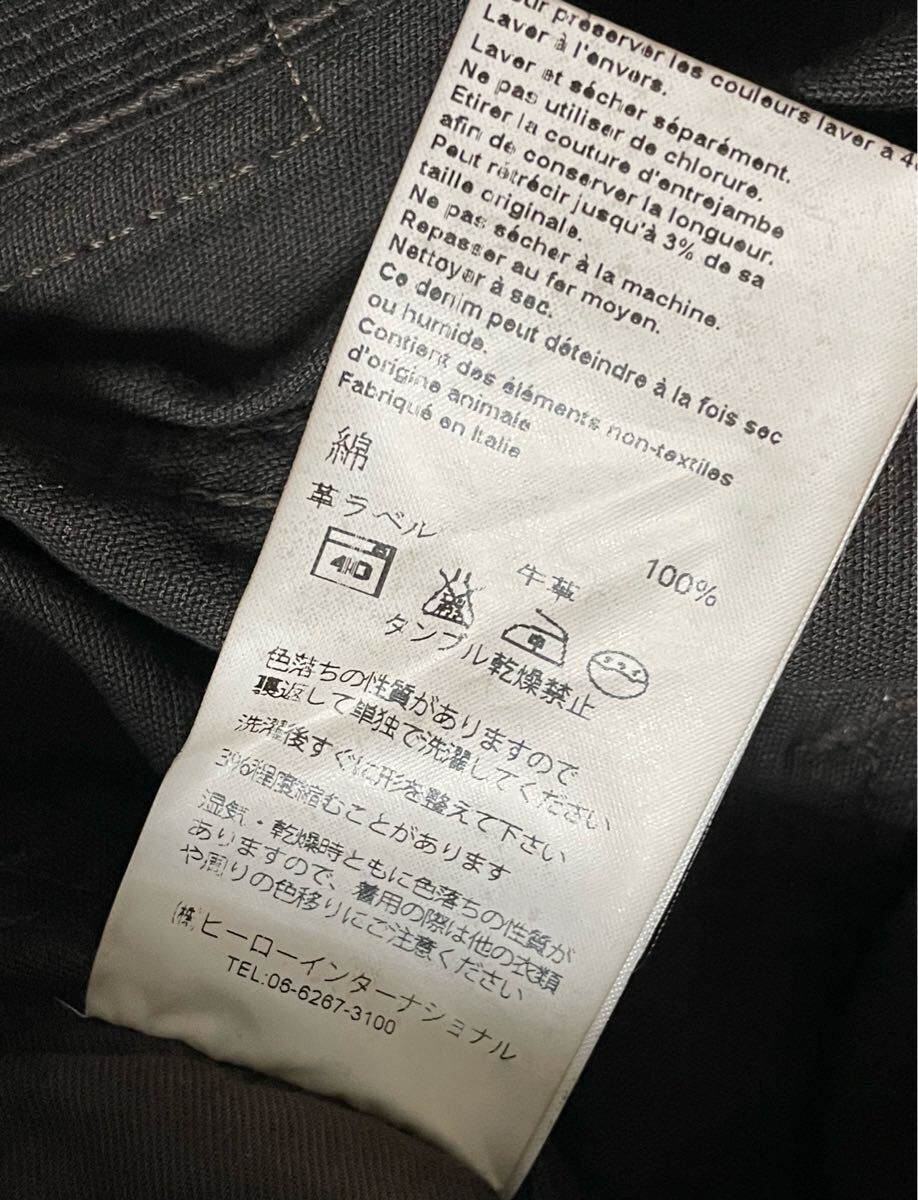 préserver les couleurs laver à
Laver à l'envers.
Laver et sécher séparément.
Ne pas utiliser de chlorure.
Etirer la couture d'entrejambe
afin de conserver la longueur.
Peut rétrécir jusqu'à 3% de sa
taille originale.
Ne pas sécher à la machine.
Repasser au fer moyen.
Nettoyer à sec.
Ce denim peut déteindre à la fois sec
ou humide.
Contient des éléments non-textiles
d'origine animale
Fabriqué en Italie
綿 100%
革ラベル 牛革
40 中
タンブル乾燥禁止
色落ちの性質がありますので
裏返して単独で洗濯してください
洗濯後すぐに形を整えて下さい
3%程度縮むことがあります
湿気・乾燥時ともに色落ちの性質が
ありますので、着用の際は他の衣類
や周りの色移りにご注意ください
(株)ヒーローインターナショナル
TEL:06-6267-3100